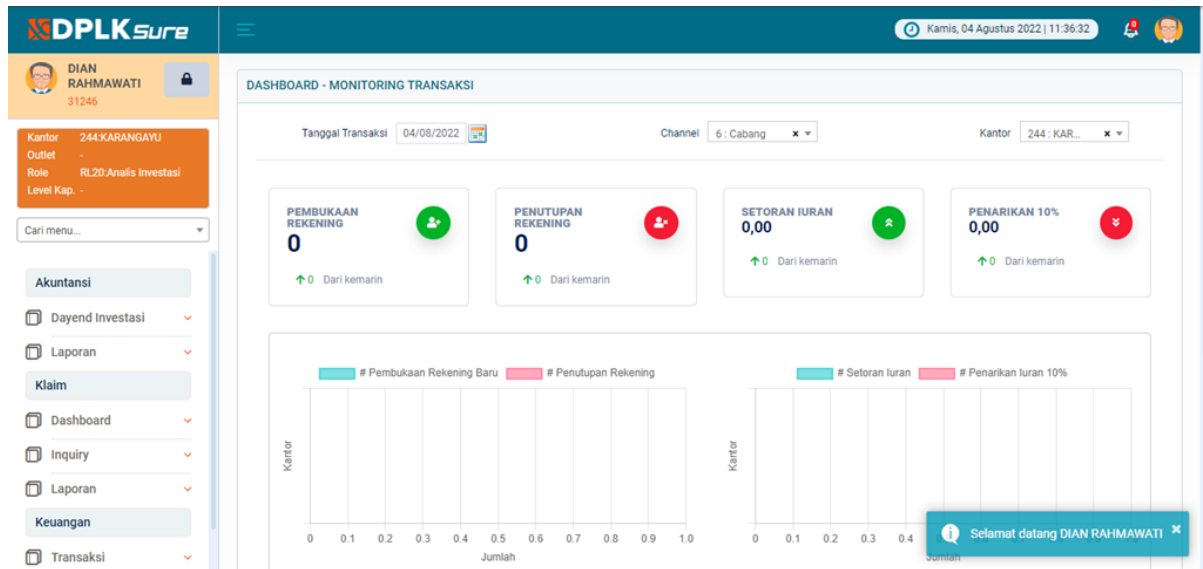 DPLKSure
Kamis, 04 Agustus 2022 | 11:36:32
DIAN
RAHMAWATI
31246
Kantor 244:KARANGAYU
Outlet -
Role RL20:Analis Investasi
Level Kap. -
Cari menu...
Akuntansi
Dayend Investasi
Laporan
Klaim
Dashboard
Inquiry
Laporan
Keuangan
Transaksi
DASHBOARD - MONITORING TRANSAKSI
Tanggal Transaksi 04/08/2022
Channel 6 : Cabang ×
Kantor 244 : KAR... ×
PEMBUKAAN
REKENING
0
0 Dari kemarin
PENUTUPAN
REKENING
0
0 Dari kemarin
SETORAN IURAN
0,00
0 Dari kemarin
PENARIKAN 10%
0,00
0 Dari kemarin
# Pembukaan Rekening Baru # Penutupan Rekening
Kantor
0 0.1 0.2 0.3 0.4 0.5 0.6 0.7 0.8 0.9 1.0
Jumlah
# Setoran Iuran # Penarikan Iuran 10%
Kantor
0 0.1 0.2 0.3 0.4
Jumlah
Selamat datang DIAN RAHMAWATI ×